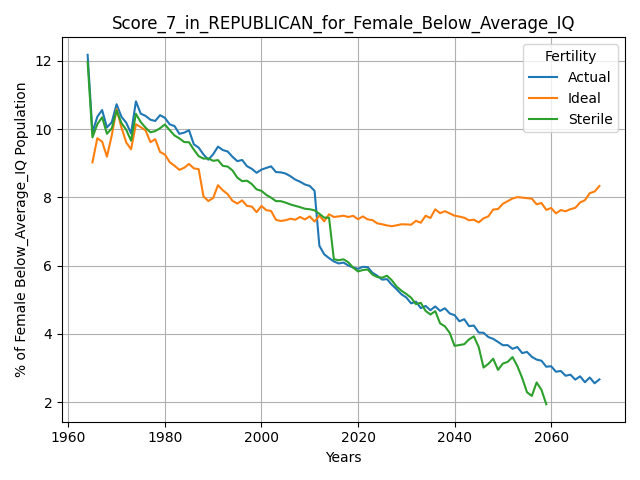 Score_7_in_REPUBLICAN_for_Female_Below_Average_IQ
% of Female Below_Average_IQ Population
12
10
8
6
4
2
Fertility
Actual
Ideal
Sterile
1960
1980
2000
2020
2040
2060
Years